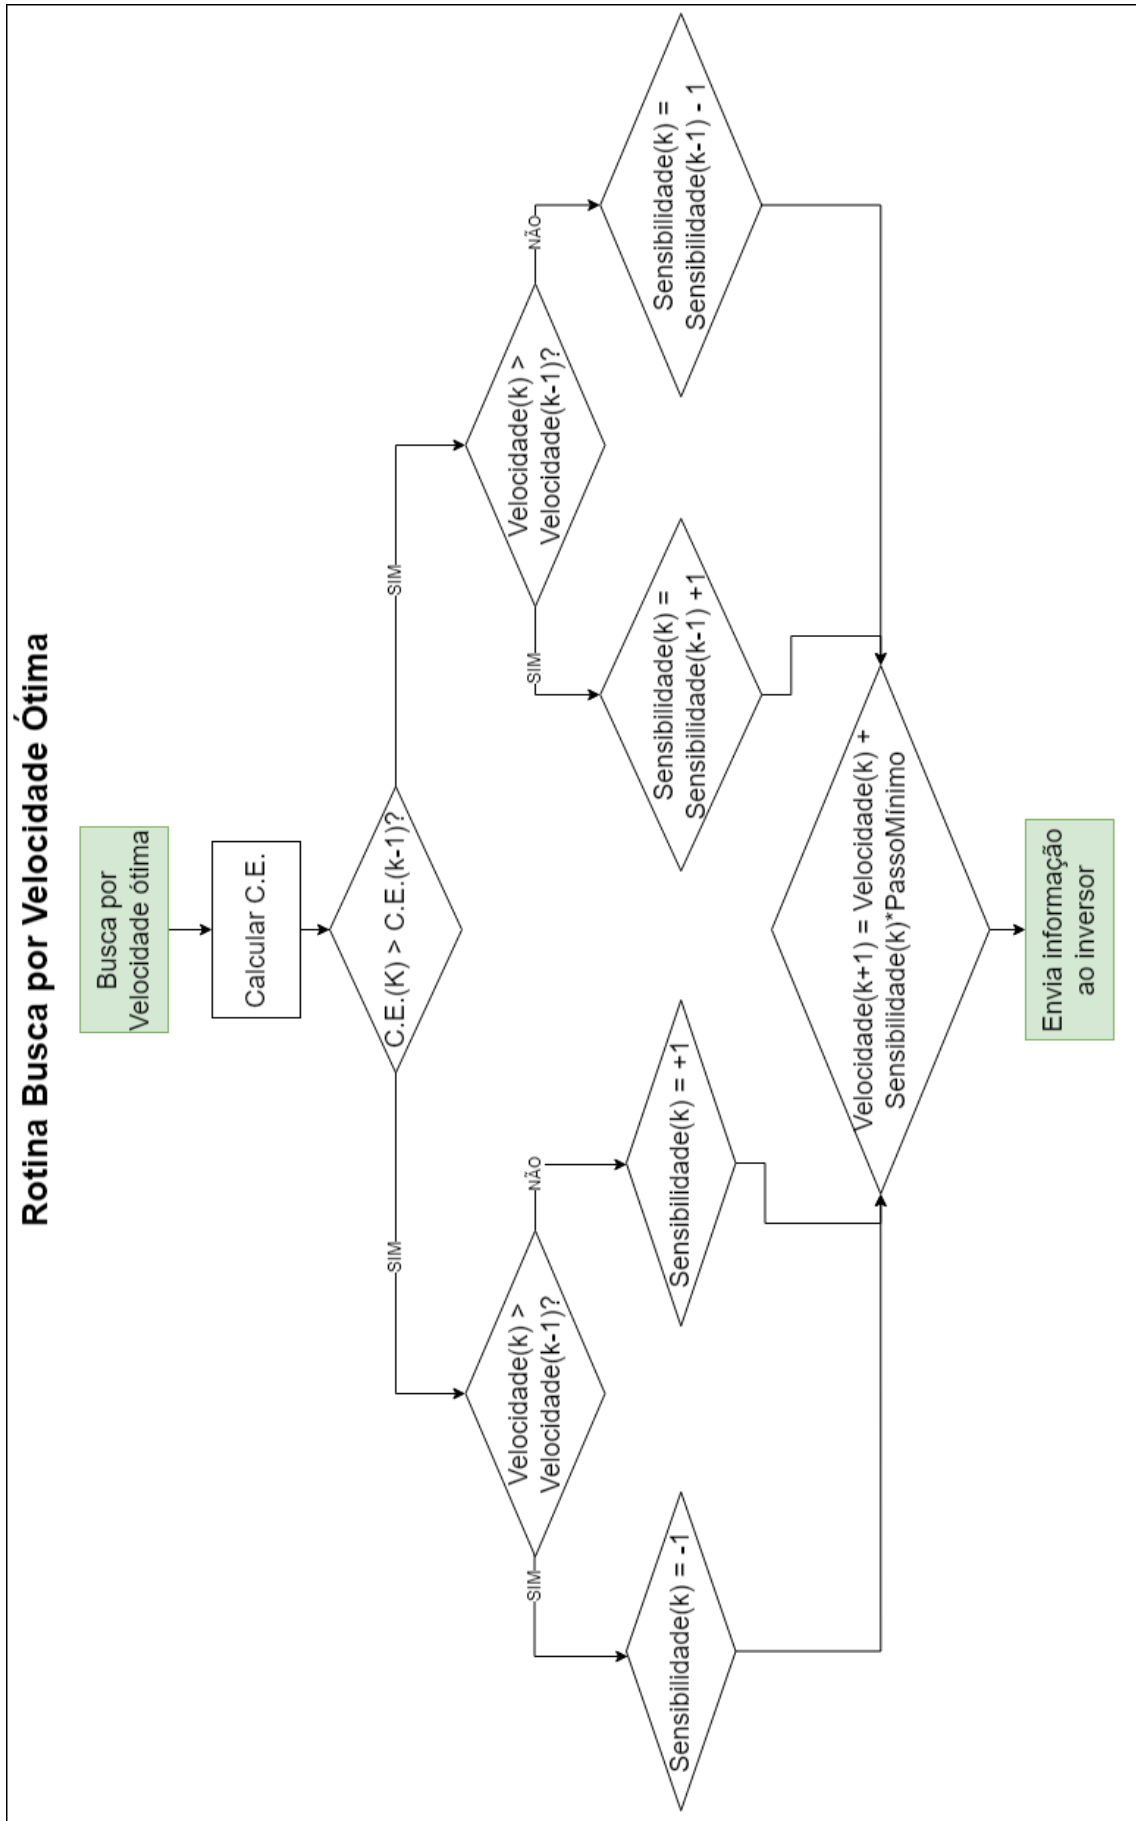 Rotina Busca por Velocidade Ótima
Busca por
Velocidade ótima
Calcular C.E.
C.E.(K) > C.E.(k-1)?
SIM
SIM
Velocidade(k) >
Velocidade(k-1)?
Velocidade(k) >
Velocidade(k-1)?
SIM
NÃO
SIM
NÃO
Sensibilidade(k) = -1
Sensibilidade(k) = +1
Sensibilidade(k) =
Sensibilidade(k-1) +1
Sensibilidade(k) =
Sensibilidade(k-1) - 1
Velocidade(k+1) = Velocidade(k) +
Sensibilidade(k)*PassoMínimo
Envia informação
ao inversor